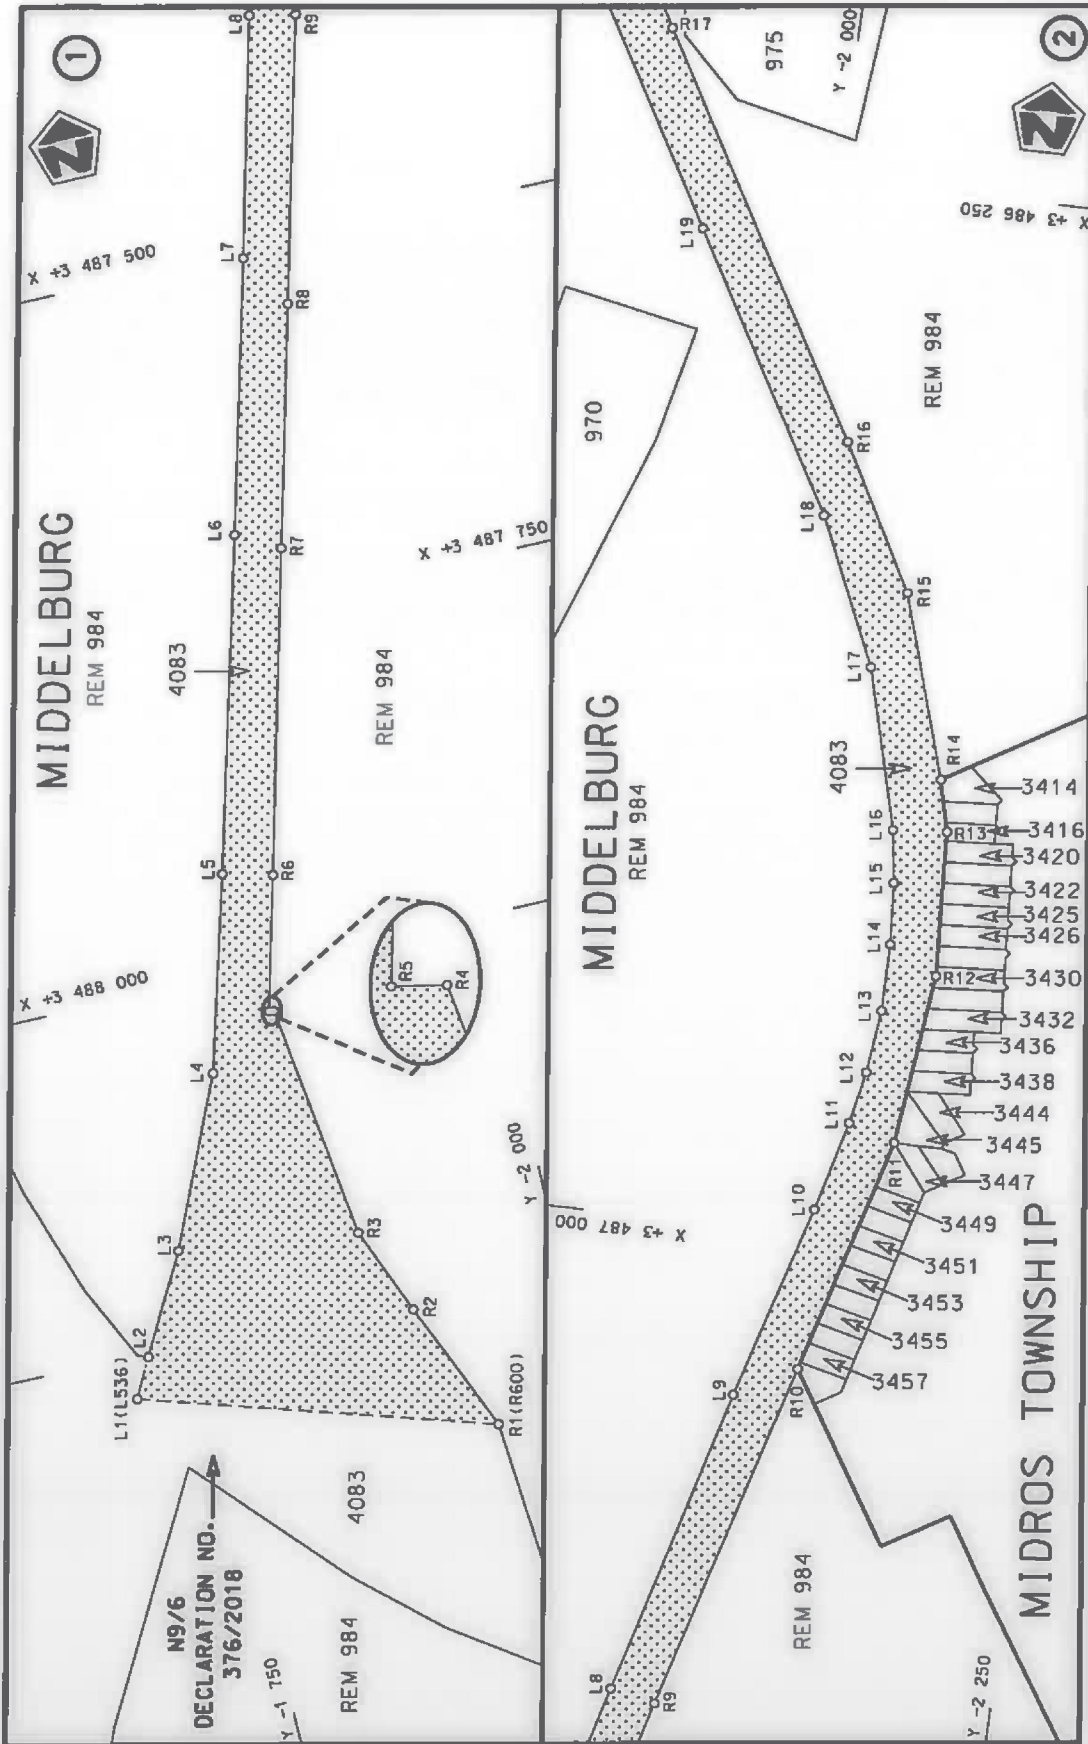 1
N
L8
R9
X +3 487 500
L7
R8
MIDDELBURG
REM 984
L6
R7
X +3 487 750
4083
REM 984
L5
R6
X +3 488 000
R5
R4
L4
L3
R3
Y -2 000
L2
R2
L1(L536)
R1(R600)
N9/6
DECLARATION NO.
376/2018
4083
REM 984
Y -1 750
2
N
R17
975
Y -2 000
X +3 486 250
L19
970
REM 984
R16
L18
R15
L17
MIDDELBURG
REM 984
4083
R14
3414
L16
R13
3416
3420
L15
3422
3425
L14
3426
R12
3430
L13
3432
3436
L12
3438
L11
3444
R11
3445
3447
L10
3449
X +3 487 000
3451
3453
3455
L9
R10
3457
MIDROS TOWNSHIP
REM 984
L8
R9
Y -2 250